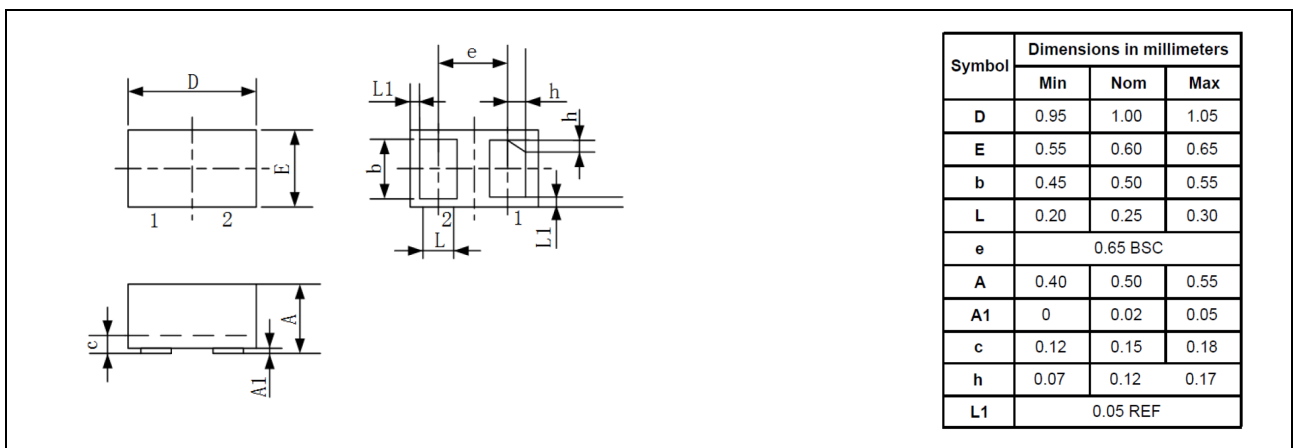 D
E
1 2
e
L1
h
h
b
2 1
L
L1
A
c
A1
Symbol Dimensions in millimeters
Min Nom Max
D 0.95 1.00 1.05
E 0.55 0.60 0.65
b 0.45 0.50 0.55
L 0.20 0.25 0.30
e 0.65 BSC
A 0.40 0.50 0.55
A1 0 0.02 0.05
c 0.12 0.15 0.18
h 0.07 0.12 0.17
L1 0.05 REF